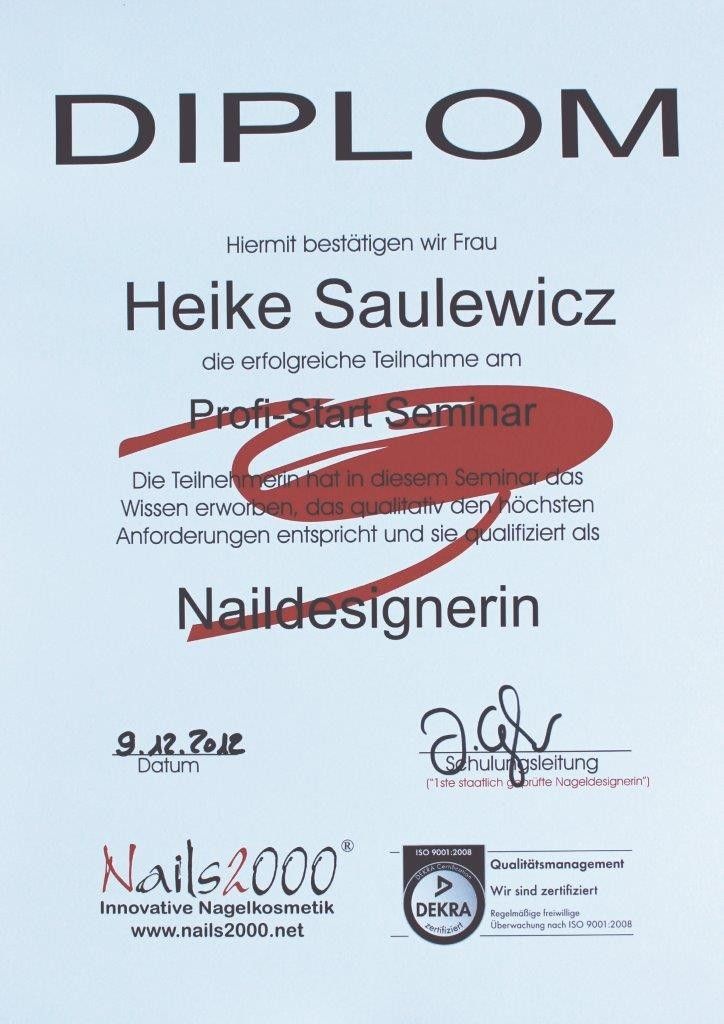 DIPLOM
Hiermit bestätigen wir Frau
Heike Saulewicz
die erfolgreiche Teilnahme am
Profi-Start Seminar
Die Teilnehmerin hat in diesem Seminar das
Wissen erworben, das qualitativ den höchsten
Anforderungen entspricht und sie qualifiziert als
Naildesignerin
9.12.2012
Datum
Schulungsleitung
("1ste staatlich geprüfte Nageldesignerin")
Nails2000®
Innovative Nagelkosmetik
www.nails2000.net
ISO 9001:2008
DEKRA Certification
DEKRA
zertifiziert
Qualitätsmanagement
Wir sind zertifiziert
Regelmäßige freiwillige
Überwachung nach ISO 9001:2008